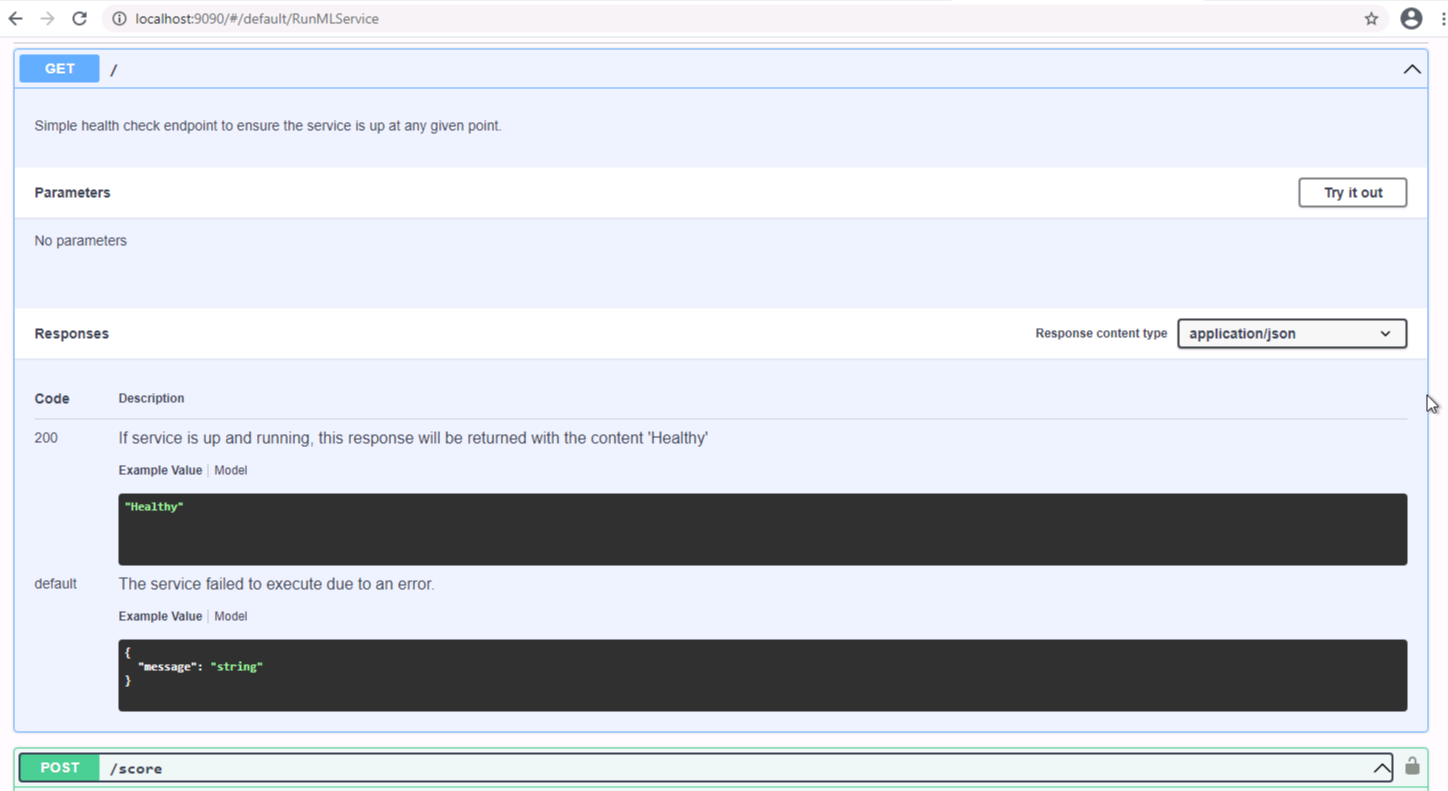 localhost:9090/#/default/RunMLService
GET /
Simple health check endpoint to ensure the service is up at any given point.
Parameters Try it out
No parameters
Responses Response content type application/json
Code Description
200 If service is up and running, this response will be returned with the content 'Healthy'
Example Value Model
"Healthy"
default The service failed to execute due to an error.
Example Value Model
{
"message": "string"
}
POST /score